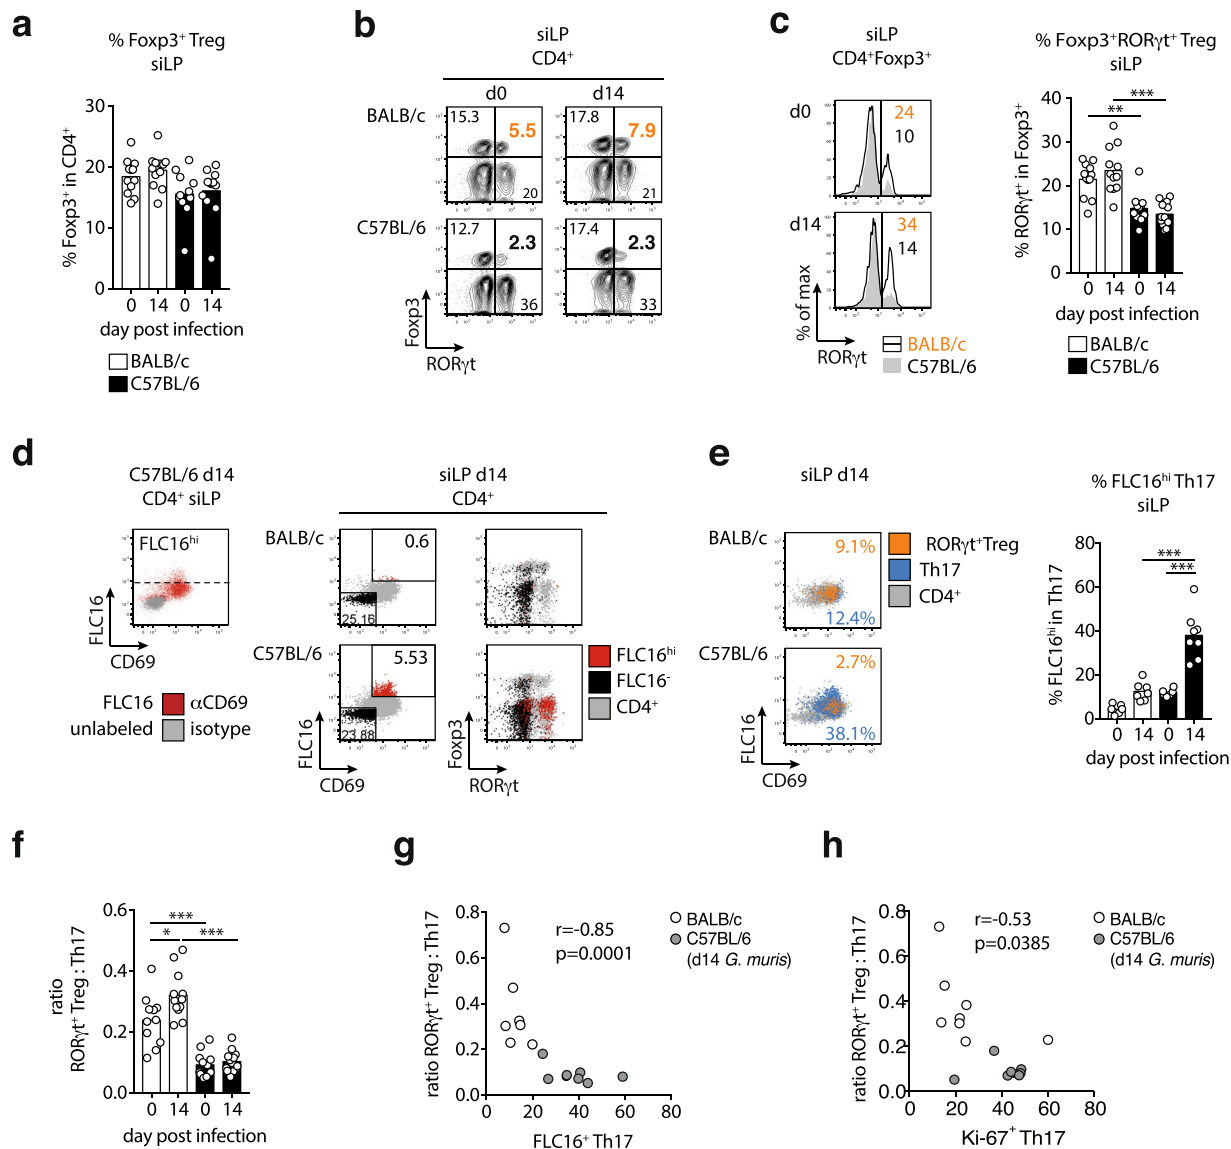 a
% Foxp3⁺ Treg
siLP
% Foxp3⁺ in CD4⁺
30
20
10
0
0 14 0 14
day post infection
BALB/c
C57BL/6
b
siLP
CD4⁺
d0 d14
BALB/c
15.3 5.5 20
17.8 7.9 21
C57BL/6
12.7 2.3 36
17.4 2.3 33
Foxp3
RORγt
c
siLP
CD4⁺Foxp3⁺
d0
24
10
d14
34
14
% of max
RORγt
BALB/c
C57BL/6
% Foxp3⁺RORγt⁺ Treg
siLP
% RORγt⁺ in Foxp3⁺
***
**
40
30
20
10
0
0 14 0 14
day post infection
BALB/c
C57BL/6
d
C57BL/6 d14
CD4⁺ siLP
FLC16ʰⁱ
FLC16
CD69
FLC16 αCD69
unlabeled isotype
siLP d14
CD4⁺
BALB/c
0.6
25.16
C57BL/6
5.53
23.88
FLC16
CD69
Foxp3
RORγt
FLC16ʰⁱ
FLC16⁻
CD4⁺
e
siLP d14
BALB/c
9.1%
12.4%
C57BL/6
2.7%
38.1%
FLC16
CD69
RORγt⁺Treg
Th17
CD4⁺
% FLC16ʰⁱ Th17
siLP
% FLC16ʰⁱ in Th17
***
***
80
60
40
20
0
0 14 0 14
day post infection
f
ratio
RORγt⁺ Treg : Th17
***
* ***
0.6
0.4
0.2
0.0
0 14 0 14
day post infection
g
ratio RORγt⁺ Treg : Th17
0.8
0.6
0.4
0.2
0.0
0 20 40 60 80
FLC16⁺ Th17
r=-0.85
p=0.0001
BALB/c
C57BL/6
(d14 G. muris)
h
ratio RORγt⁺ Treg : Th17
0.8
0.6
0.4
0.2
0.0
0 20 40 60 80
Ki-67⁺ Th17
r=-0.53
p=0.0385
BALB/c
C57BL/6
(d14 G. muris)